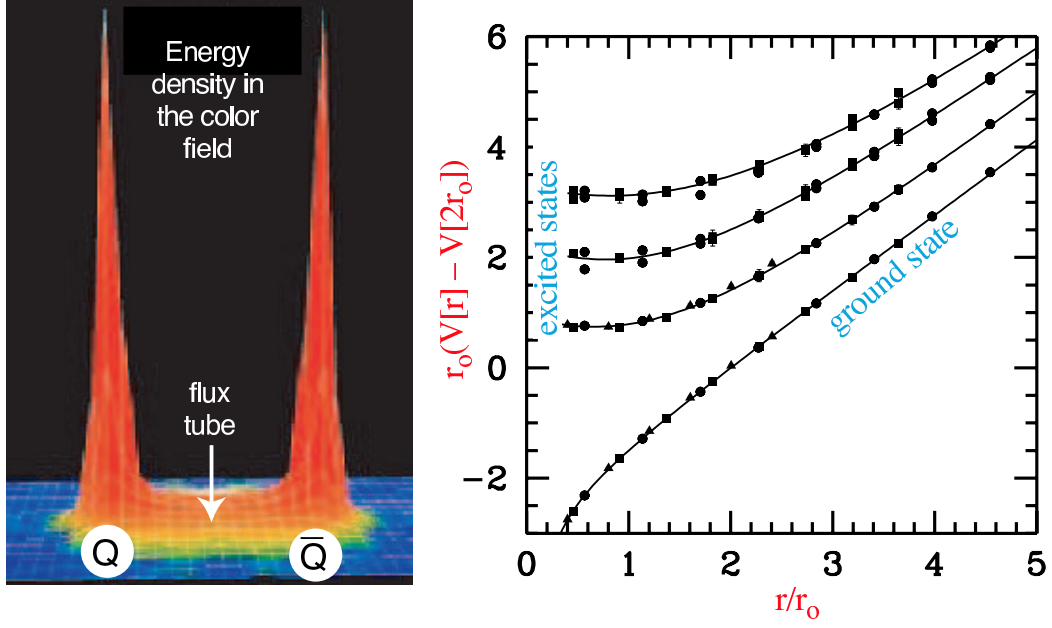 Energy
density in
the color
field
flux
tube
Q
Q̅
r₀(V[r] – V[2r₀])
6
4
2
0
-2
excited states
ground state
0
1
2
3
4
5
r/r₀